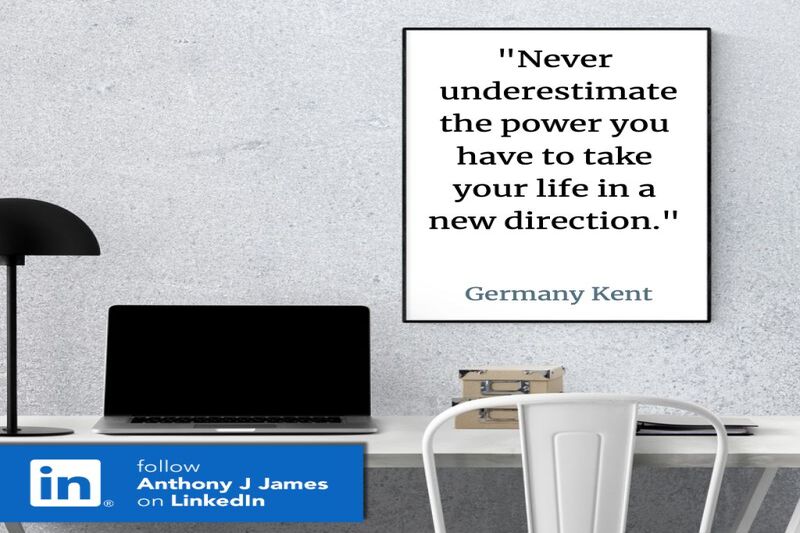 "Never
underestimate
the power you
have to take
your life in a
new direction."
Germany Kent
in®
follow
Anthony J James
on LinkedIn